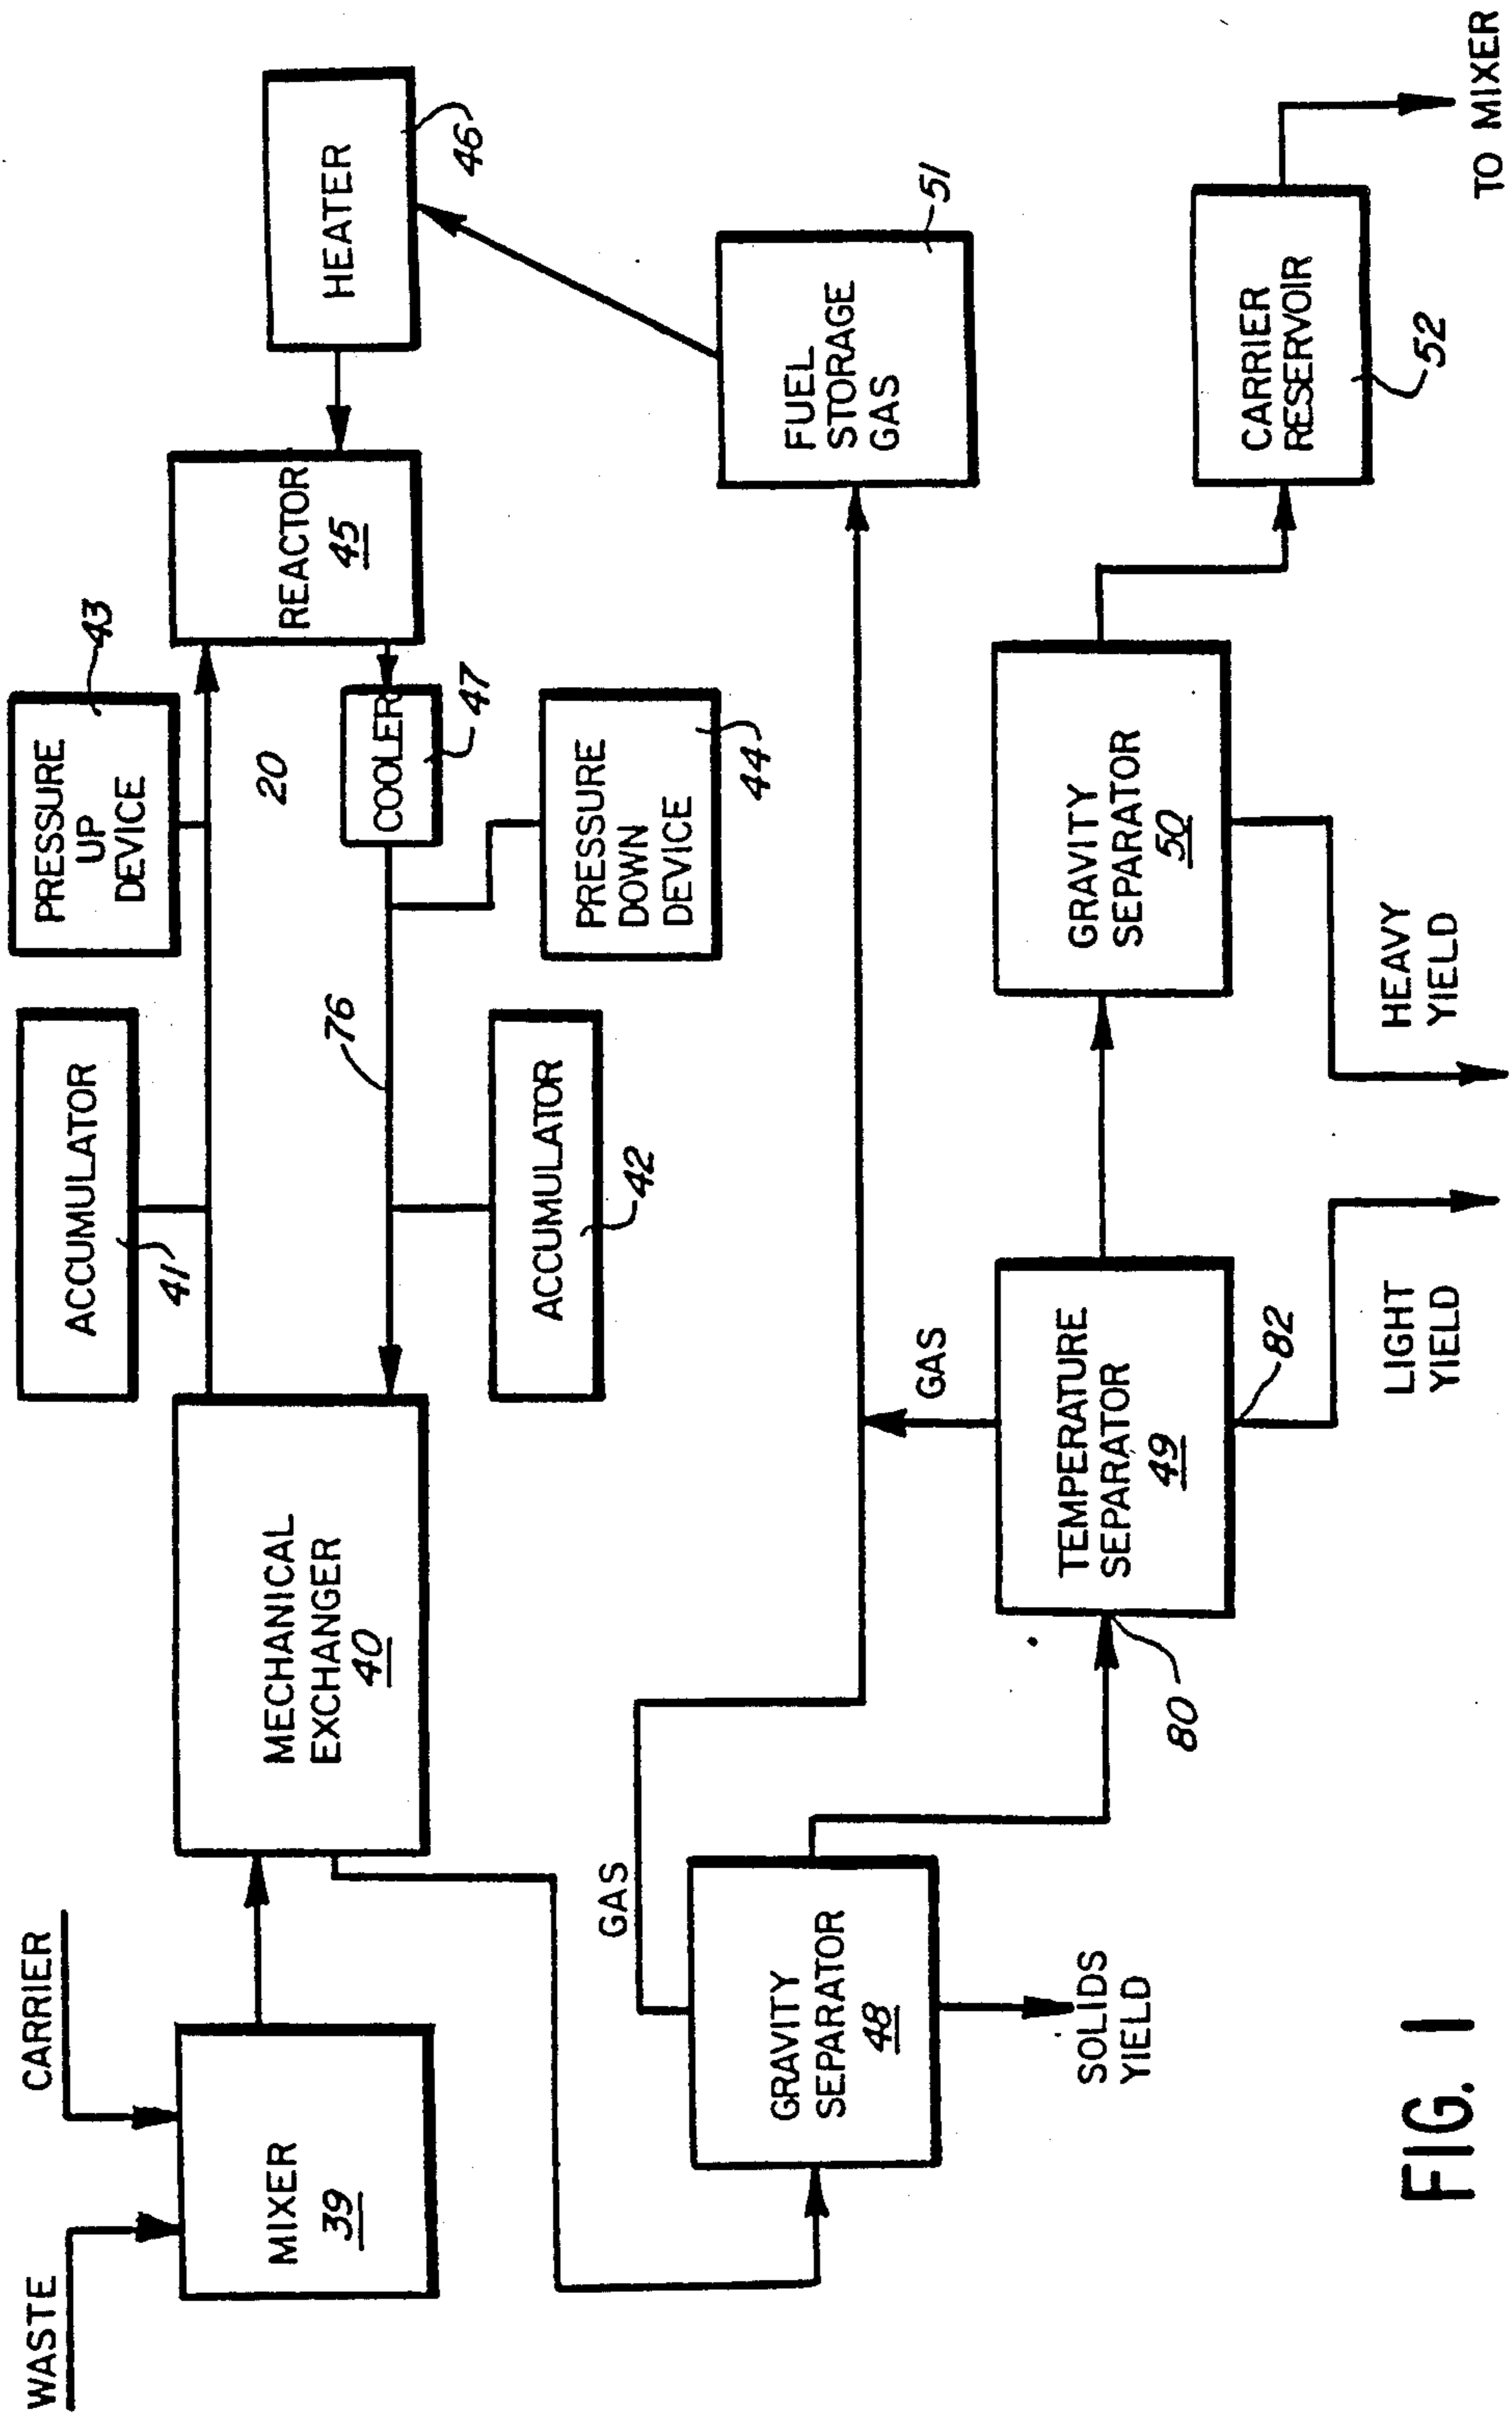 WASTE
CARRIER
MIXER
39
MECHANICAL
EXCHANGER
40
ACCUMULATOR
41
PRESSURE
UP
DEVICE
43
20
REACTOR
45
HEATER
46
COOLER
47
76
ACCUMULATOR
42
PRESSURE
DOWN
DEVICE
44
FUEL
STORAGE
GAS
51
GAS
GRAVITY
SEPARATOR
48
SOLIDS
YIELD
GAS
80
TEMPERATURE
SEPARATOR
49
82
LIGHT
YIELD
GRAVITY
SEPARATOR
50
HEAVY
YIELD
CARRIER
RESERVOIR
52
TO MIXER
FIG. 1